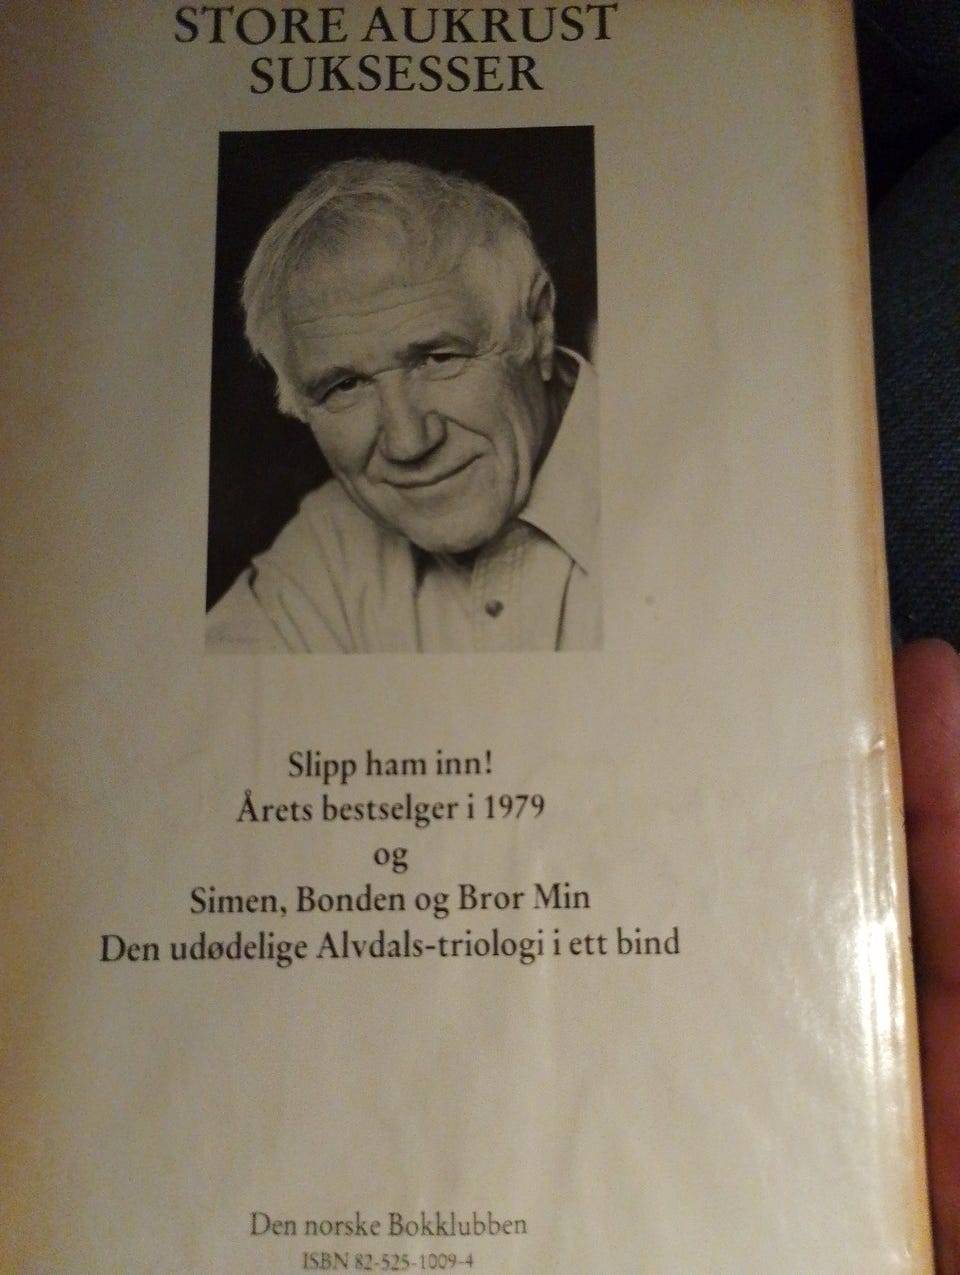 STORE AUKRUST
SUKSESSER
Slipp ham inn!
Årets bestselger i 1979
og
Simen, Bonden og Bror Min
Den udødelige Alvdals-triologi i ett bind
Den norske Bokklubben
ISBN 82-525-1009-4